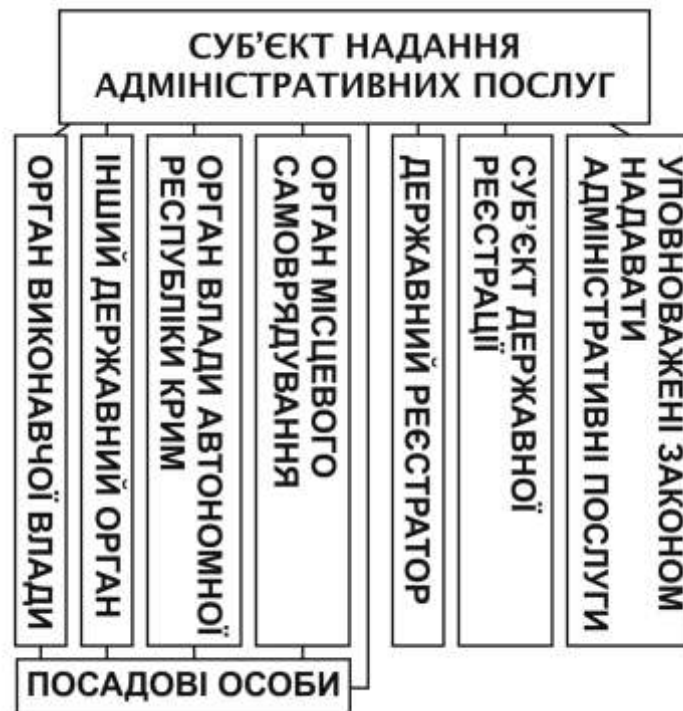 СУБ’ЄКТ НАДАННЯ
АДМІНІСТРАТИВНИХ ПОСЛУГ
ОРГАН ВИКОНАВЧОЇ ВЛАДИ
ІНШИЙ ДЕРЖАВНИЙ ОРГАН
ОРГАН ВЛАДИ АВТОНОМНОЇ
РЕСПУБЛІКИ КРИМ
ОРГАН МІСЦЕВОГО
САМОВРЯДУВАННЯ
ДЕРЖАВНИЙ РЕЄСТРАТОР
СУБ’ЄКТ ДЕРЖАВНОЇ
РЕЄСТРАЦІЇ
УПОВНОВАЖЕНІ ЗАКОНОМ
НАДАВАТИ
АДМІНІСТРАТИВНІ ПОСЛУГИ
ПОСАДОВІ ОСОБИ